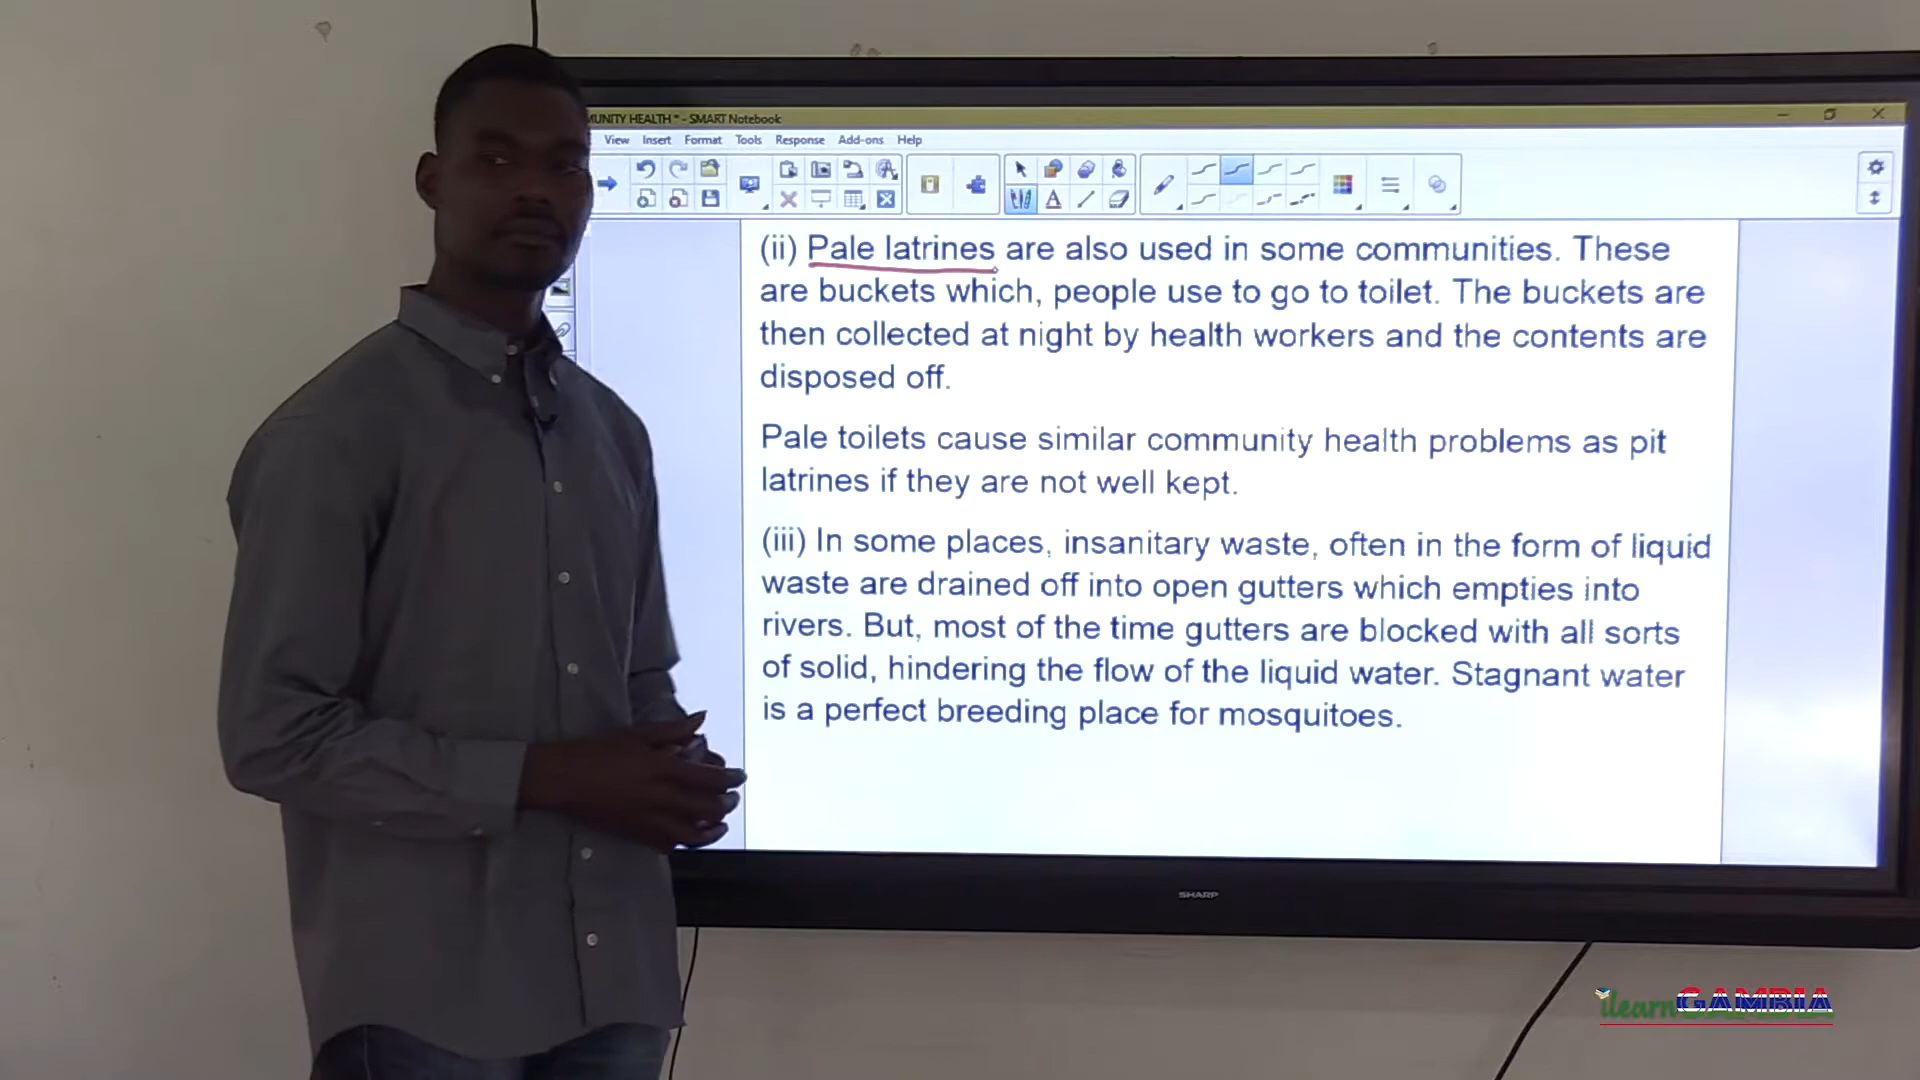 MUNITY HEALTH * - SMART Notebook
View Insert Format Tools Response Add-ons Help
(ii) Pale latrines are also used in some communities. These
are buckets which, people use to go to toilet. The buckets are
then collected at night by health workers and the contents are
disposed off.
Pale toilets cause similar community health problems as pit
latrines if they are not well kept.
(iii) In some places, insanitary waste, often in the form of liquid
waste are drained off into open gutters which empties into
rivers. But, most of the time gutters are blocked with all sorts
of solid, hindering the flow of the liquid water. Stagnant water
is a perfect breeding place for mosquitoes.
SHARP
ilearnGAMBIA